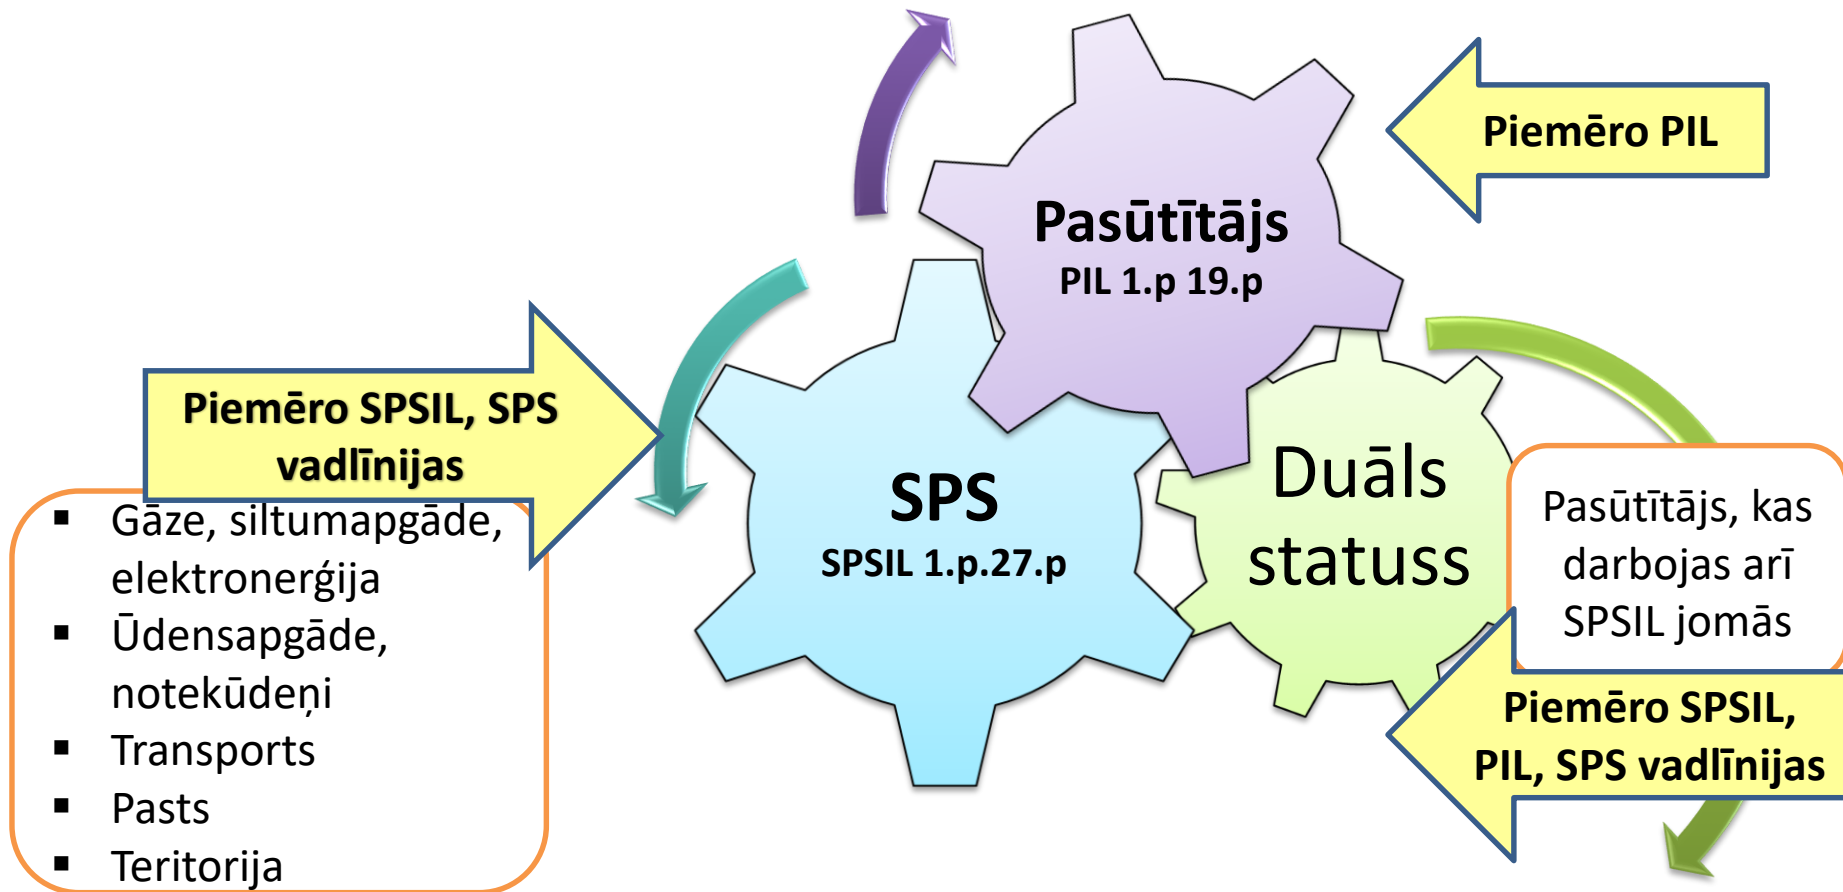 Piemēro PIL
Pasūtītājs
PIL 1.p 19.p
Piemēro SPSIL, SPS
vadlīnijas
▪ Gāze, siltumapgāde,
elektronerģija
▪ Ūdensapgāde,
notekūdeņi
▪ Transports
▪ Pasts
▪ Teritorija
SPS
SPSIL 1.p.27.p
Duāls
statuss
Pasūtītājs, kas
darbojas arī
SPSIL jomās
Piemēro SPSIL,
PIL, SPS vadlīnijas